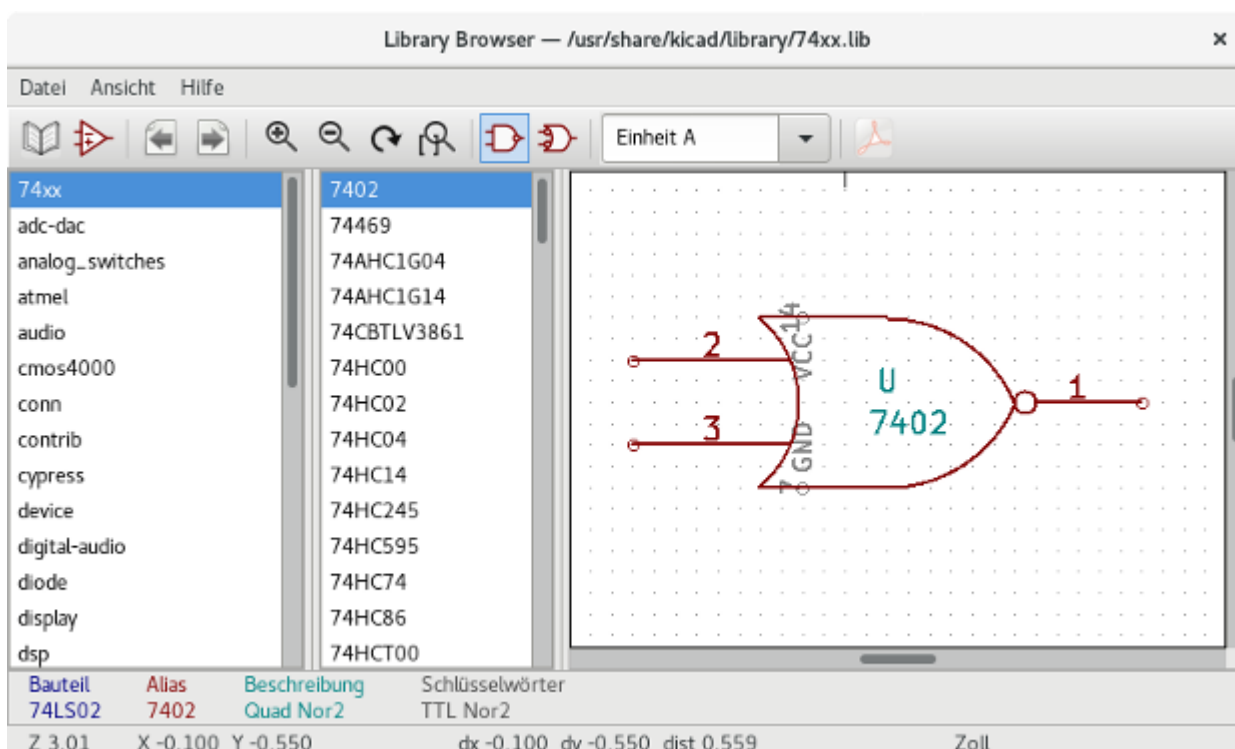 Library Browser — /usr/share/kicad/library/74xx.lib
Datei Ansicht Hilfe
Einheit A
74xx
adc-dac
analog_switches
atmel
audio
cmos4000
conn
contrib
cypress
device
digital-audio
diode
display
dsp
7402
74469
74AHC1G04
74AHC1G14
74CBTLV3861
74HC00
74HC02
74HC04
74HC14
74HC245
74HC595
74HC74
74HC86
74HCT00
14
VCC
2
3
GND
7
U
7402
1
Bauteil Alias Beschreibung Schlüsselwörter
74LS02 7402 Quad Nor2 TTL Nor2
Z 3.01 X -0.100 Y -0.550 dx -0.100 dy -0.550 dist 0.559 Zoll